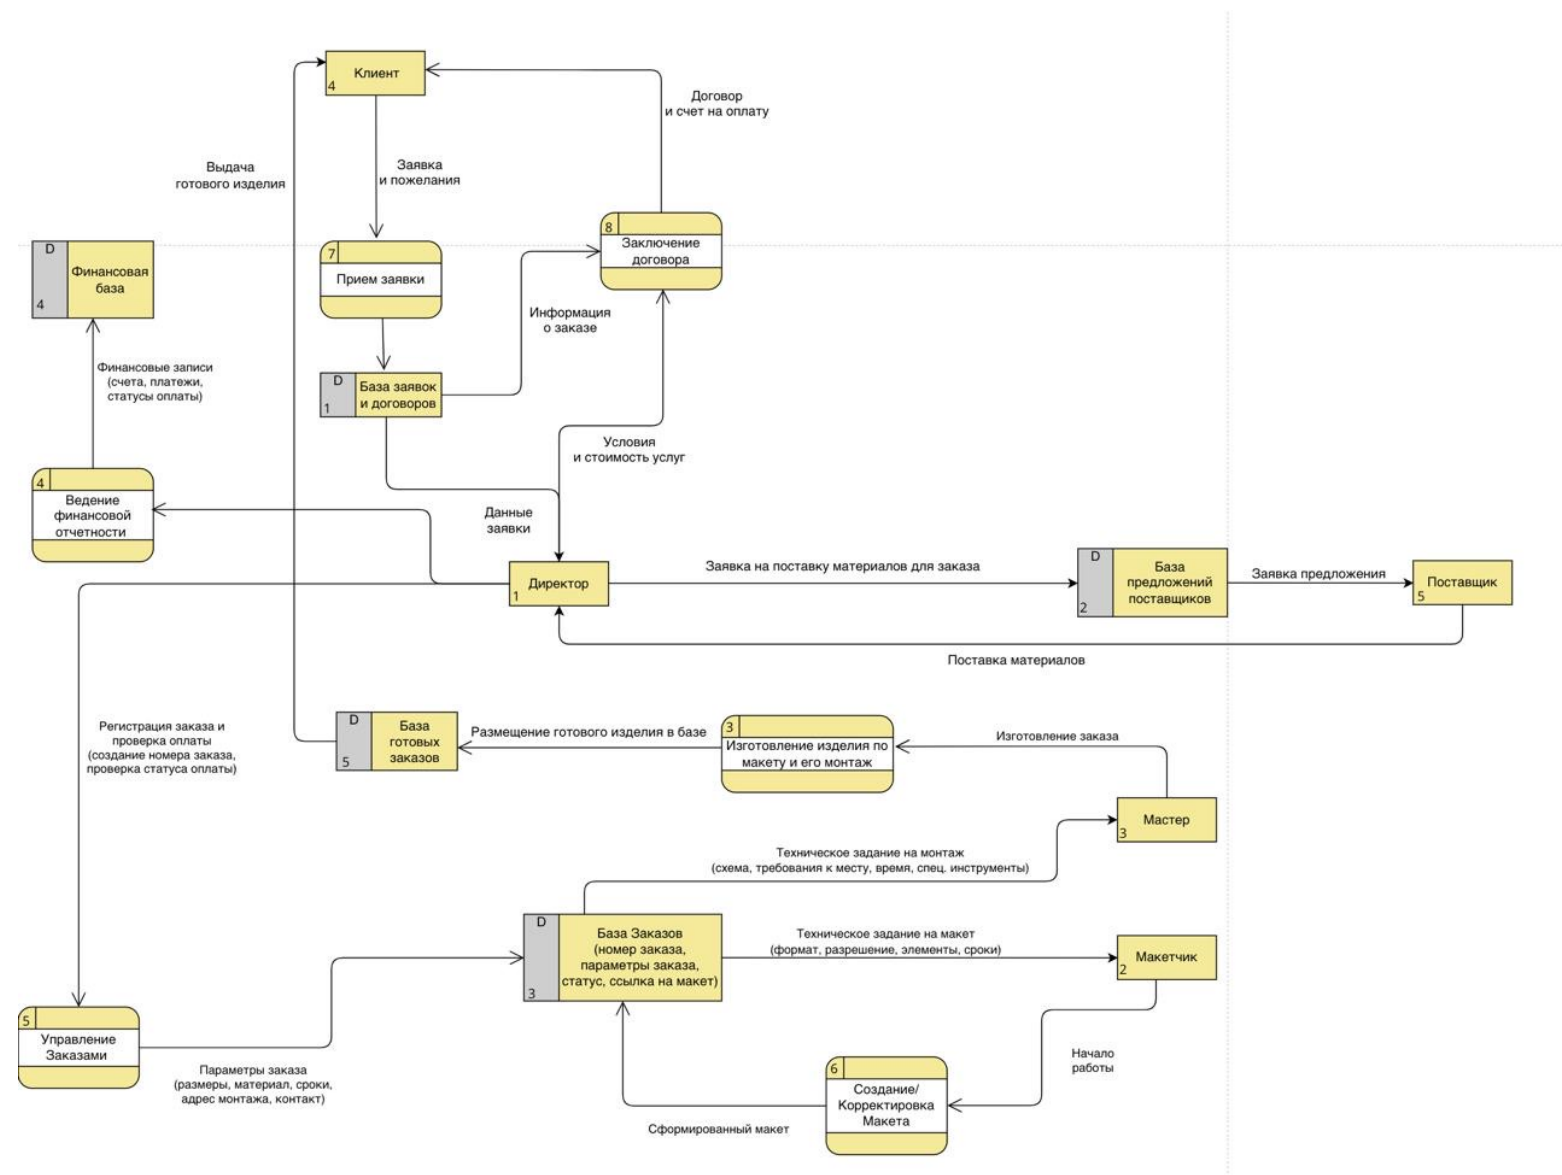 Клиент
4
Договор
и счет на оплату
Выдача
готового изделия
Заявка
и пожелания
8
Заключение
договора
D
Финансовая
база
4
7
Прием заявки
Информация
о заказе
Финансовые записи
(счета, платежи,
статусы оплаты)
D
База заявок
и договоров
1
Условия
и стоимость услуг
4
Ведение
финансовой
отчетности
Данные
заявки
Директор
1
Заявка на поставку материалов для заказа
D
База
предложений
поставщиков
2
Заявка предложения
Поставщик
5
Поставка материалов
Регистрация заказа и
проверка оплаты
(создание номера заказа,
проверка статуса оплаты)
D
База
готовых
заказов
5
Размещение готового изделия в базе
3
Изготовление изделия по
макету и его монтаж
Изготовление заказа
Мастер
3
Техническое задание на монтаж
(схема, требования к месту, время, спец. инструменты)
D
База Заказов
(номер заказа,
параметры заказа,
статус, ссылка на макет)
3
Техническое задание на макет
(формат, разрешение, элементы, сроки)
Макетчик
2
5
Управление
Заказами
Параметры заказа
(размеры, материал, сроки,
адрес монтажа, контакт)
Начало
работы
6
Создание/
Корректировка
Макета
Сформированный макет